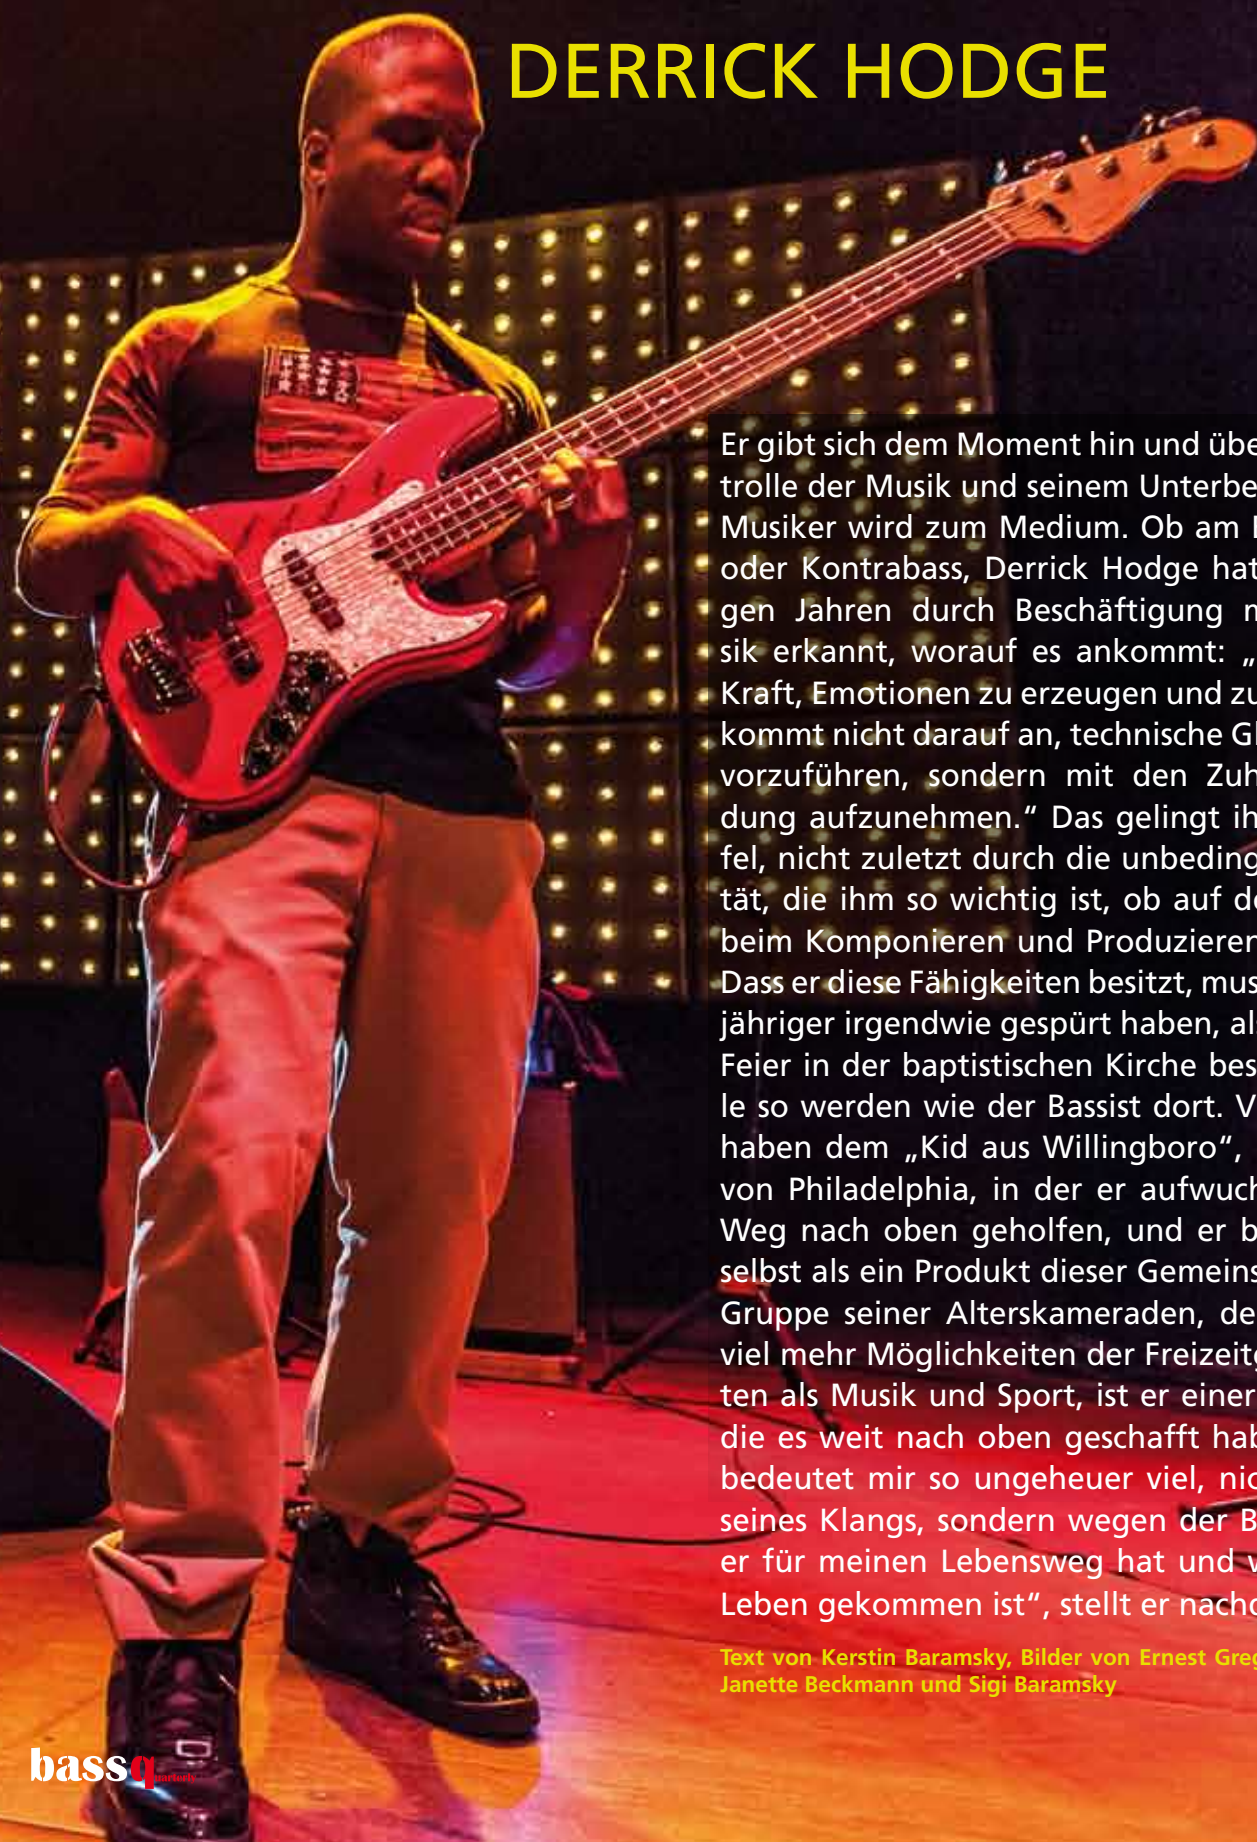 DERRICK HODGE
Er gibt sich dem Moment hin und übe
trolle der Musik und seinem Unterbe
Musiker wird zum Medium. Ob am
oder Kontrabass, Derrick Hodge hat
gen Jahren durch Beschäftigung m
sik erkannt, worauf es ankommt: „
Kraft, Emotionen zu erzeugen und zu
kommt nicht darauf an, technische Gl
vorzuführen, sondern mit den Zuh
dung aufzunehmen.“ Das gelingt ih
fel, nicht zuletzt durch die unbeding
tät, die ihm so wichtig ist, ob auf de
beim Komponieren und Produzieren
Dass er diese Fähigkeiten besitzt, mus
jähriger irgendwie gespürt haben, al
Feier in der baptistischen Kirche bes
le so werden wie der Bassist dort. V
haben dem „Kid aus Willingboro“,
von Philadelphia, in der er aufwuch
Weg nach oben geholfen, und er b
selbst als ein Produkt dieser Gemeins
Gruppe seiner Alterskameraden, de
viel mehr Möglichkeiten der Freizeitg
ten als Musik und Sport, ist er einer
die es weit nach oben geschafft hab
bedeutet mir so ungeheuer viel, nic
seines Klangs, sondern wegen der B
er für meinen Lebensweg hat und w
Leben gekommen ist“, stellt er nachd
Text von Kerstin Baramsky, Bilder von Ernest Greg
Janette Beckmann und Sigi Baramsky
bassquarterly